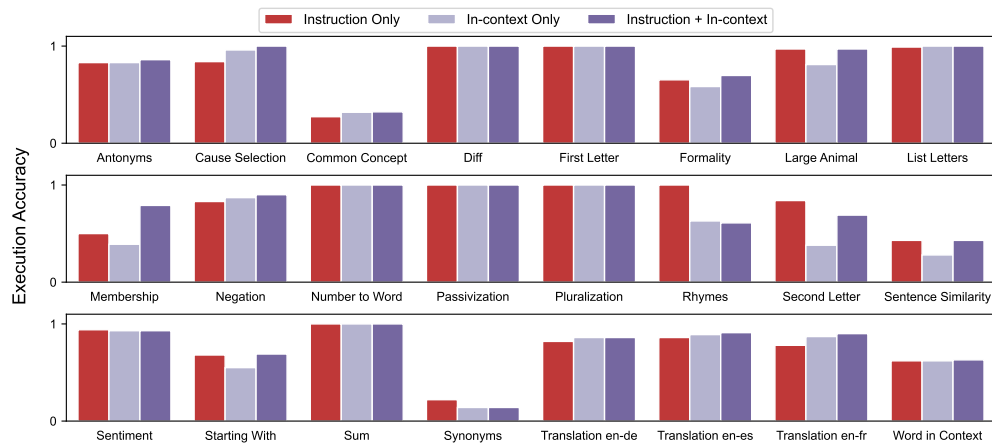 Instruction Only In-context Only Instruction + In-context
Execution Accuracy
1
0
Antonyms Cause Selection Common Concept Diff First Letter Formality Large Animal List Letters
1
0
Membership Negation Number to Word Passivization Pluralization Rhymes Second Letter Sentence Similarity
1
0
Sentiment Starting With Sum Synonyms Translation en-de Translation en-es Translation en-fr Word in Context